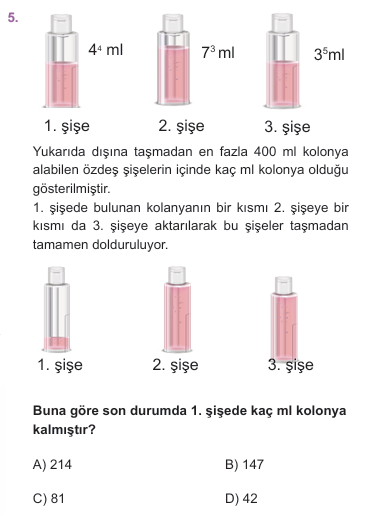 5.
4⁴ ml
7³ ml
3⁵ml
1. şişe
2. şişe
3. şişe
Yukarıda dışına taşmadan en fazla 400 ml kolonya
alabilen özdeş şişelerin içinde kaç ml kolonya olduğu
gösterilmiştir.
1. şişede bulunan kolanyanın bir kısmı 2. şişeye bir
kısmı da 3. şişeye aktarılarak bu şişeler taşmadan
tamamen dolduruluyor.
1. şişe
2. şişe
3. şişe
Buna göre son durumda 1. şişede kaç ml kolonya
kalmıştır?
A) 214
B) 147
C) 81
D) 42